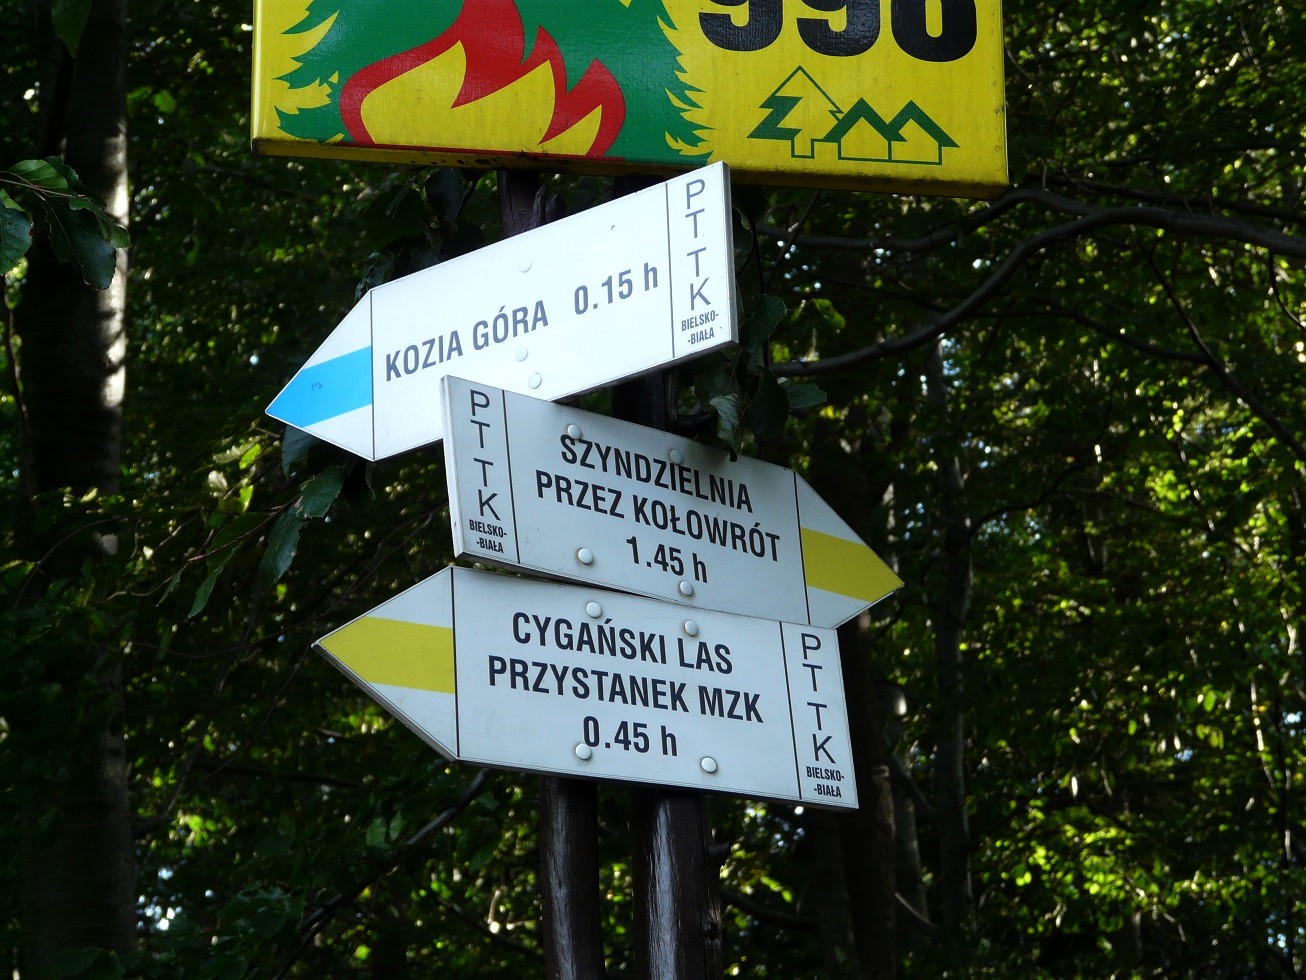 998
KOZIA GÓRA 0.15 h
PTTK
BIELSKO-
-BIAŁA
PTTK
BIELSKO-
-BIAŁA
SZYNDZIELNIA
PRZEZ KOŁOWRÓT
1.45 h
CYGAŃSKI LAS
PRZYSTANEK MZK
0.45 h
PTTK
BIELSKO-
-BIAŁA